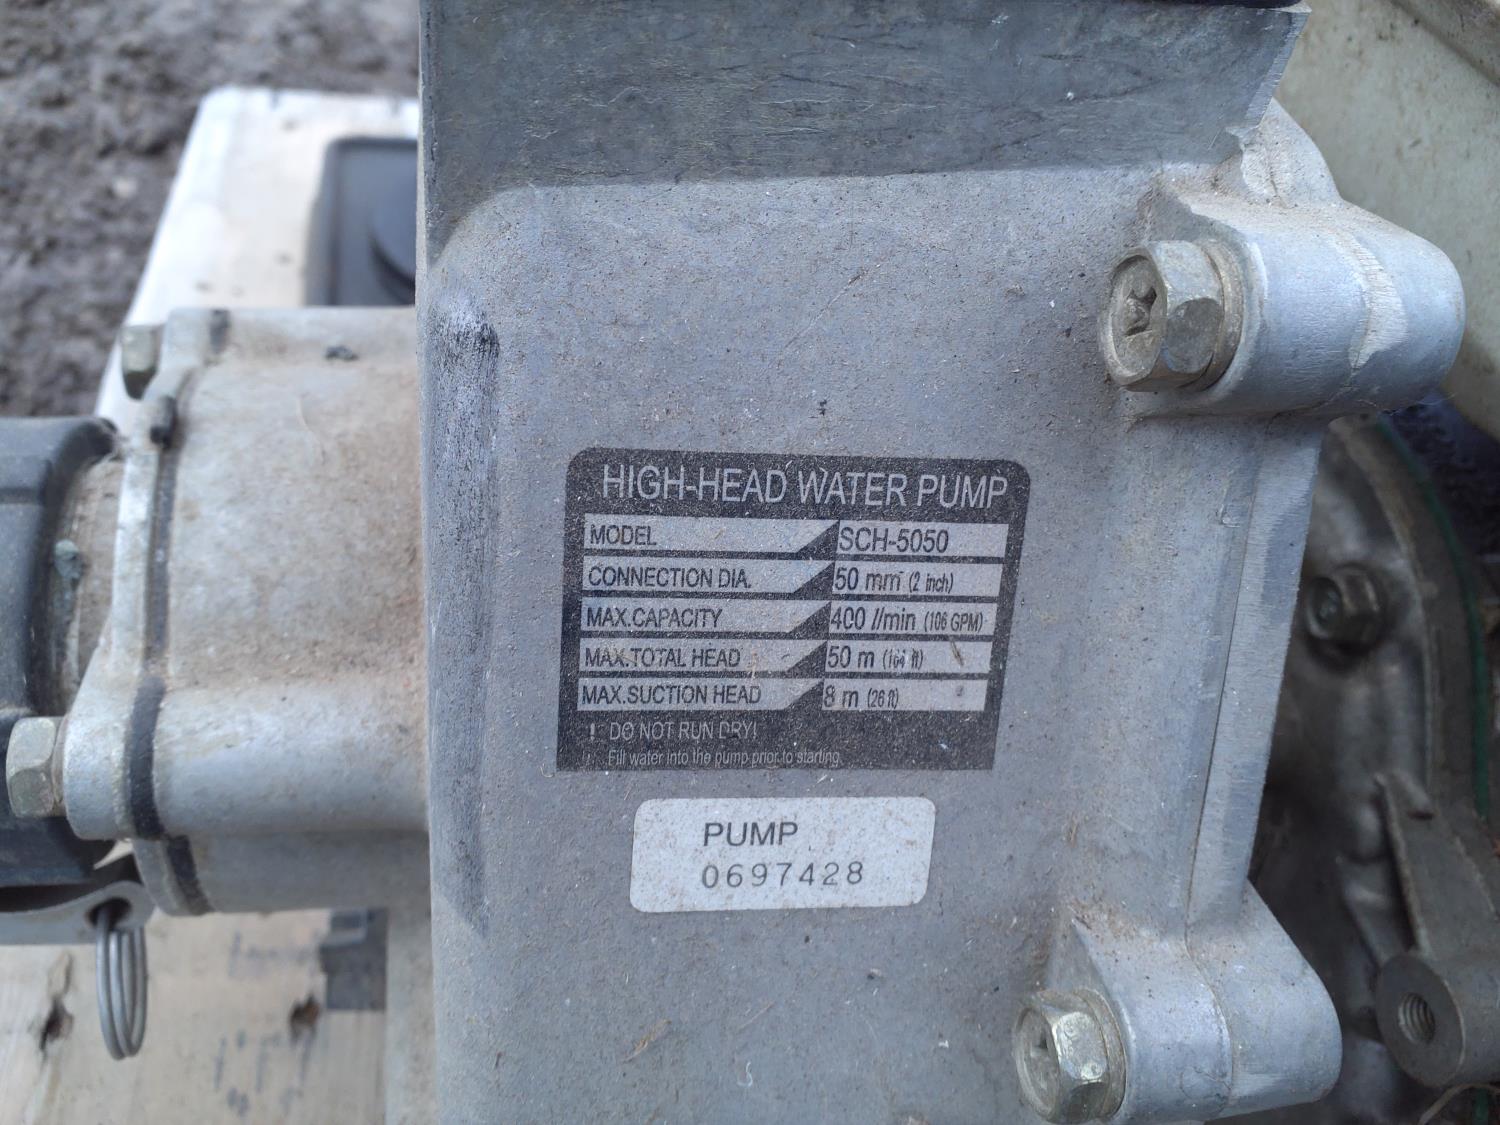 HIGH-HEAD WATER PUMP
MODEL SCH-5050
CONNECTION DIA. 50 mm (2 inch)
MAX.CAPACITY 400 l/min (106 GPM)
MAX.TOTAL HEAD 50 m (164 ft)
MAX.SUCTION HEAD 8 m (26 ft)
! DO NOT RUN DRY!
Fill water into the pump prior to starting.
PUMP
0697428